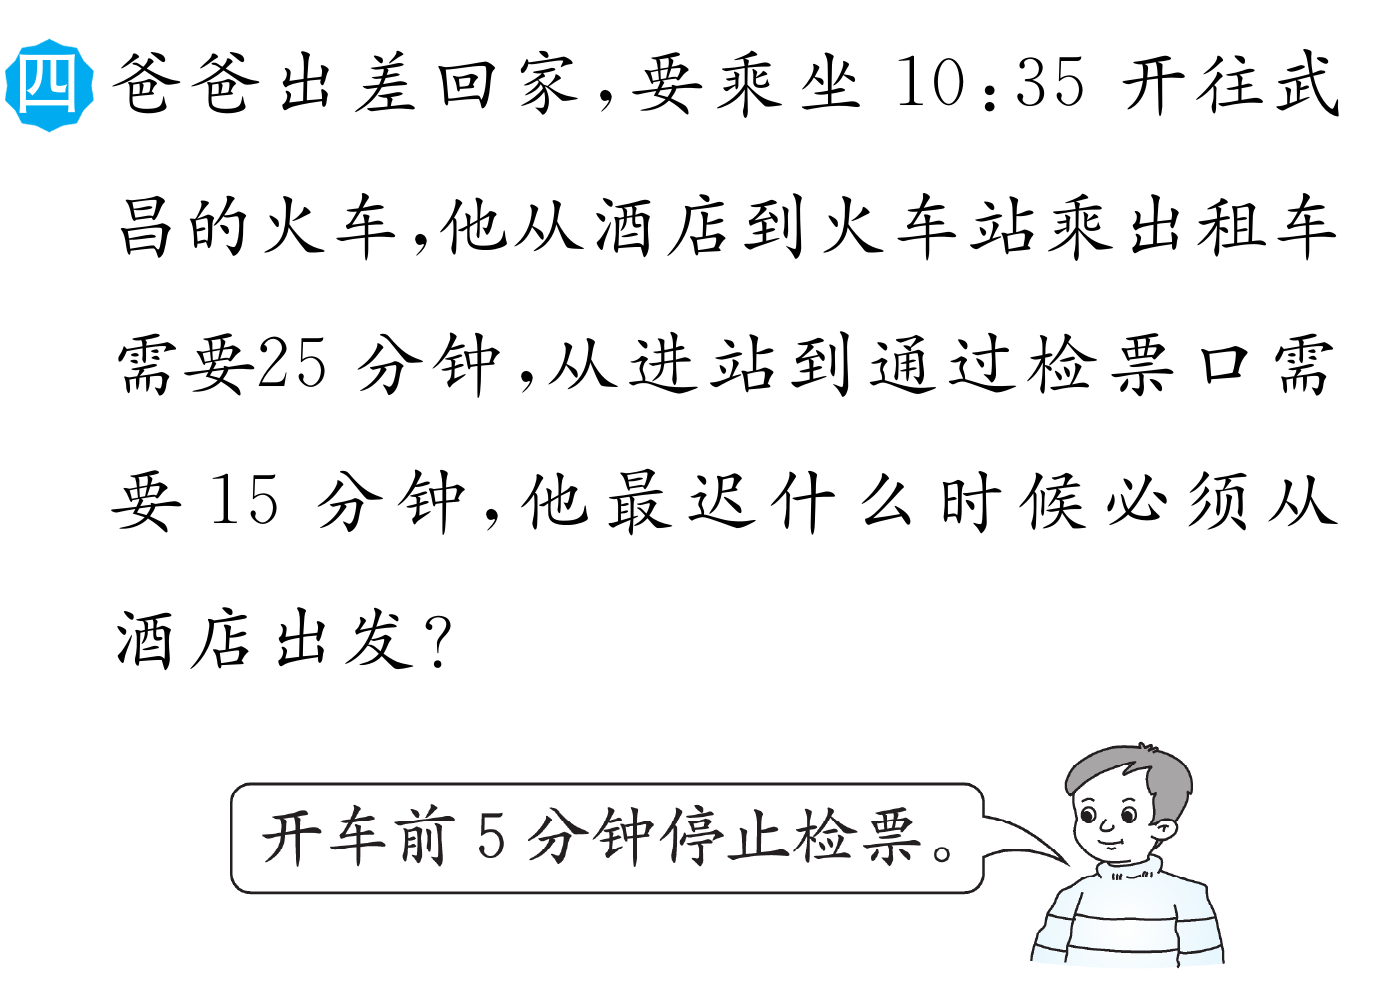 四 爸爸出差回家，要乘坐 10:35 开往武
昌的火车，他从酒店到火车站乘出租车
需要25 分钟，从进站到通过检票口需
要 15 分钟，他最迟什么时候必须从
酒店出发？
开车前 5 分钟停止检票。